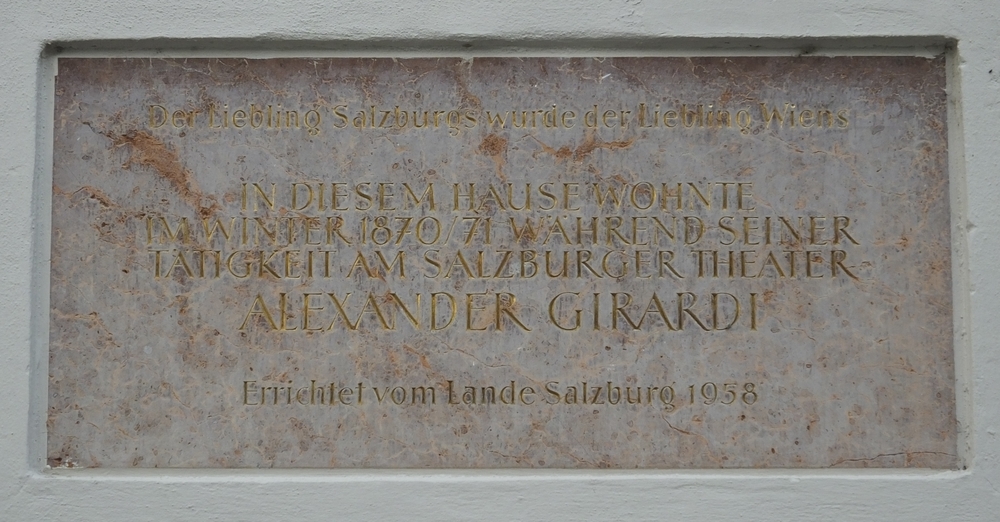 Der Liebling Salzburgs wurde der Liebling Wiens
IN DIESEM HAUSE WOHNTE
IM WINTER 1870/71 WÄHREND SEINER
TÄTIGKEIT AM SALZBURGER THEATER
ALEXANDER GIRARDI
Errichtet vom Lande Salzburg 1958